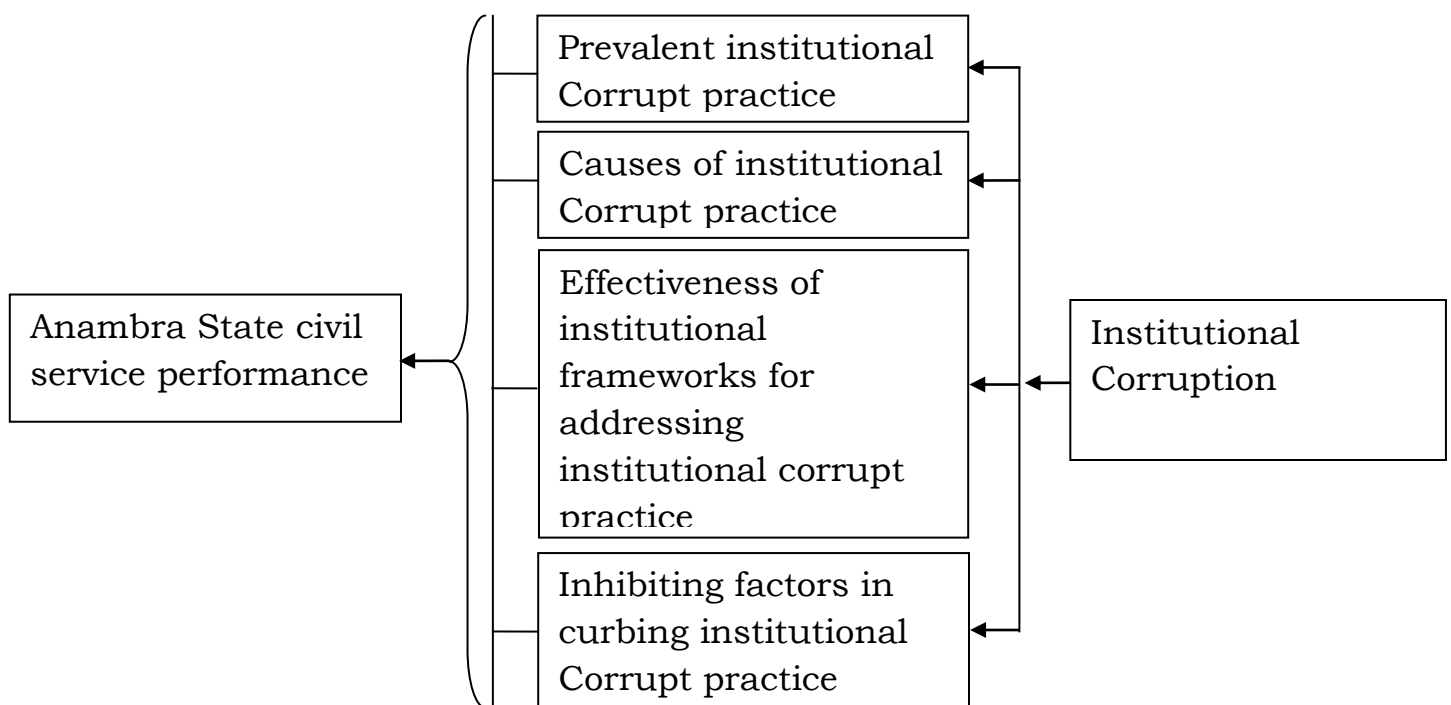 Prevalent institutional
Corrupt practice
Causes of institutional
Corrupt practice
Effectiveness of
institutional
frameworks for
addressing
institutional corrupt
practice
Inhibiting factors in
curbing institutional
Corrupt practice
Anambra State civil
service performance
Institutional
Corruption